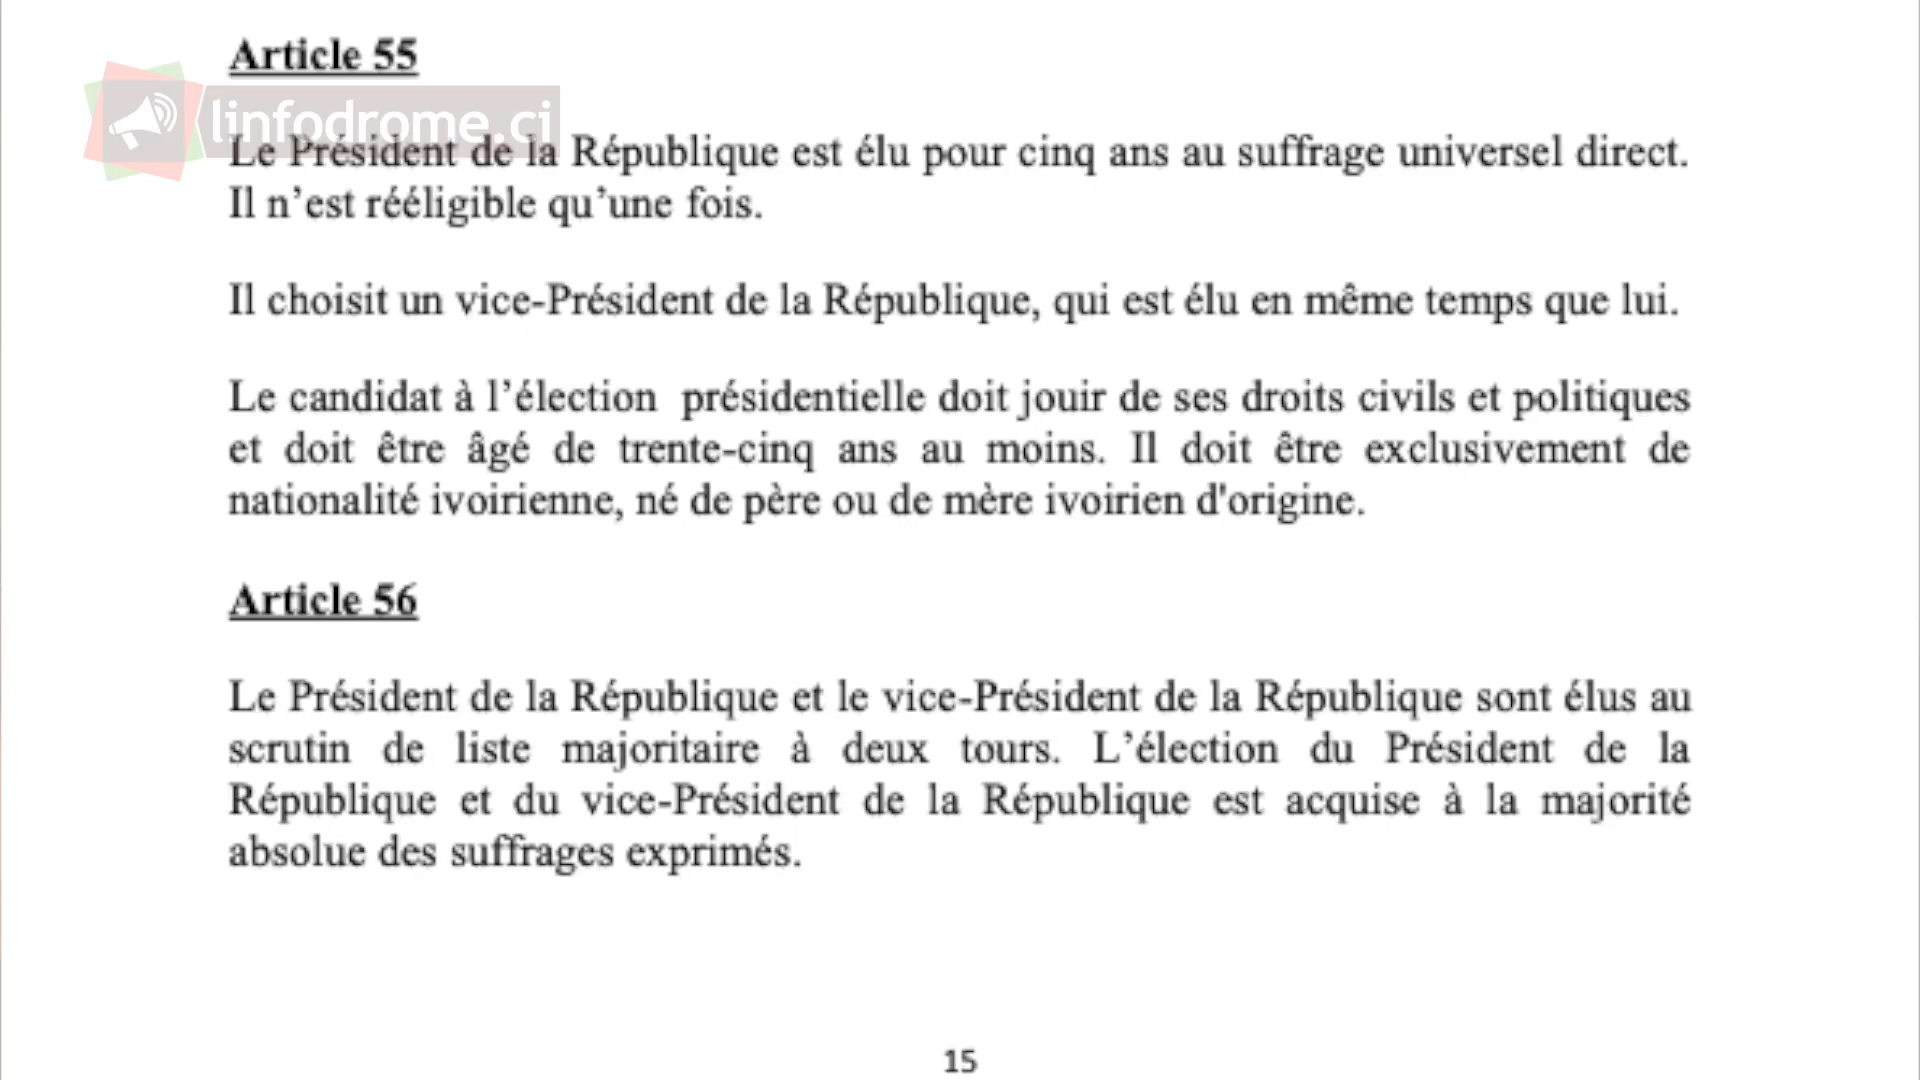 Article 55
linfodrome.ci
Le Président de la République est élu pour cinq ans au suffrage universel direct.
Il n’est rééligible qu’une fois.
Il choisit un vice-Président de la République, qui est élu en même temps que lui.
Le candidat à l’élection présidentielle doit jouir de ses droits civils et politiques
et doit être âgé de trente-cinq ans au moins. Il doit être exclusivement de
nationalité ivoirienne, né de père ou de mère ivoirien d'origine.
Article 56
Le Président de la République et le vice-Président de la République sont élus au
scrutin de liste majoritaire à deux tours. L’élection du Président de la
République et du vice-Président de la République est acquise à la majorité
absolue des suffrages exprimés.
15